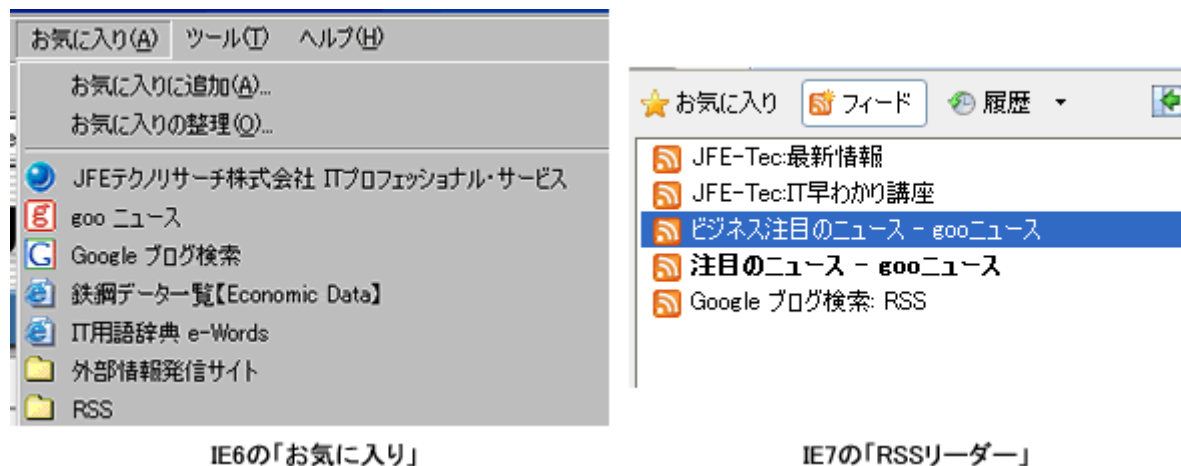 お気に入り(A) ツール(T) ヘルプ(H)
お気に入りに追加(A)...
お気に入りの整理(O)...
JFEテクノリサーチ株式会社 ITプロフェッショナル・サービス
goo ニュース
Google ブログ検索
鉄鋼データ一覧【Economic Data】
IT用語辞典 e-Words
外部情報発信サイト
RSS
IE6の「お気に入り」
お気に入り フィード 履歴
JFE-Tec:最新情報
JFE-Tec:IT早わかり講座
ビジネス注目のニュース - gooニュース
注目のニュース - gooニュース
Google ブログ検索: RSS
IE7の「RSSリーダー」